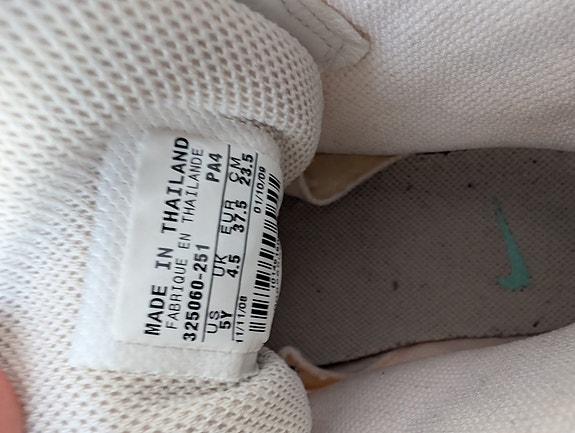 MADE IN THAILAND
FABRIQUE EN THAILANDE
325060-251 PA4
US UK EUR CM
5Y 4.5 37.5 23.5
11/11/08 01/10/09